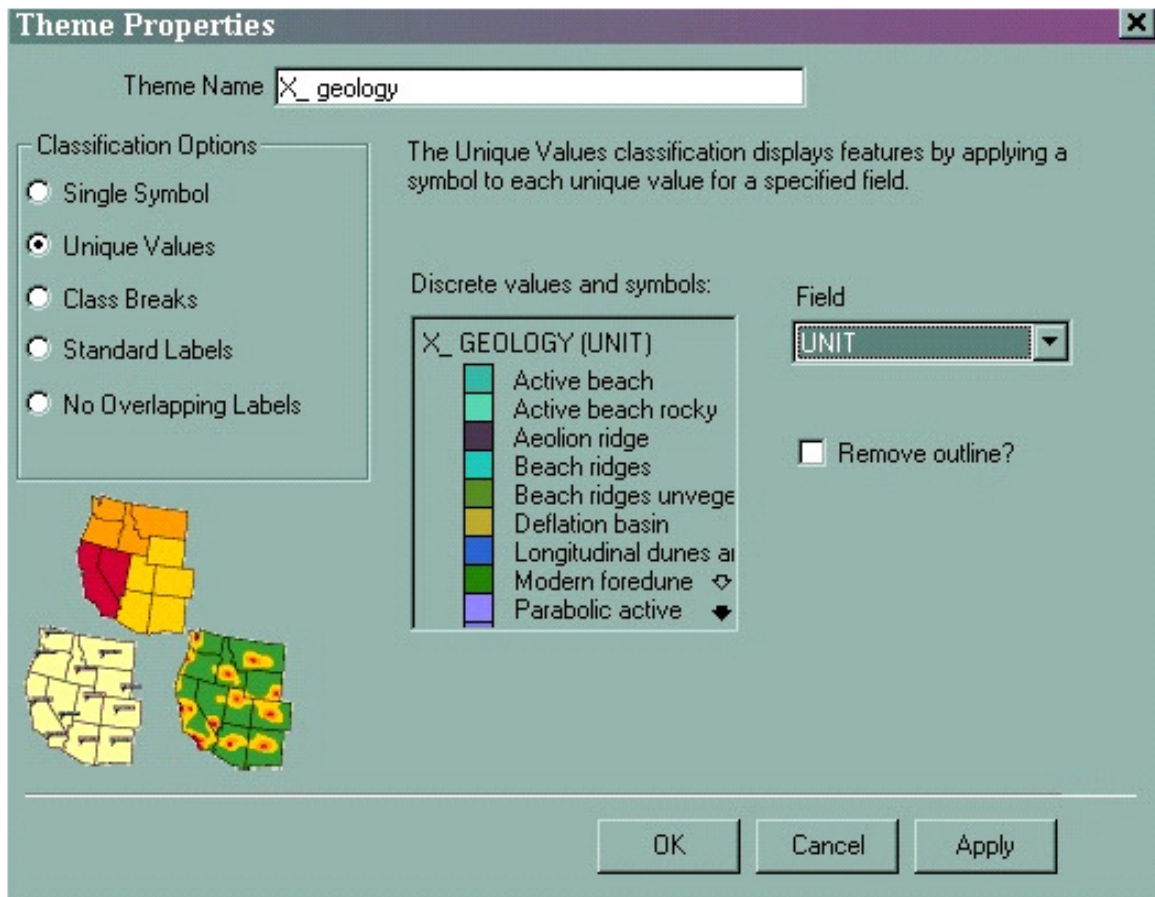 Theme Properties
Theme Name X_ geology
Classification Options
Single Symbol
Unique Values
Class Breaks
Standard Labels
No Overlapping Labels
The Unique Values classification displays features by applying a
symbol to each unique value for a specified field.
Discrete values and symbols:
X_ GEOLOGY (UNIT)
Active beach
Active beach rocky
Aeolion ridge
Beach ridges
Beach ridges unvege
Deflation basin
Longitudinal dunes a
Modern foredune
Parabolic active
Field
UNIT
Remove outline?
OK
Cancel
Apply